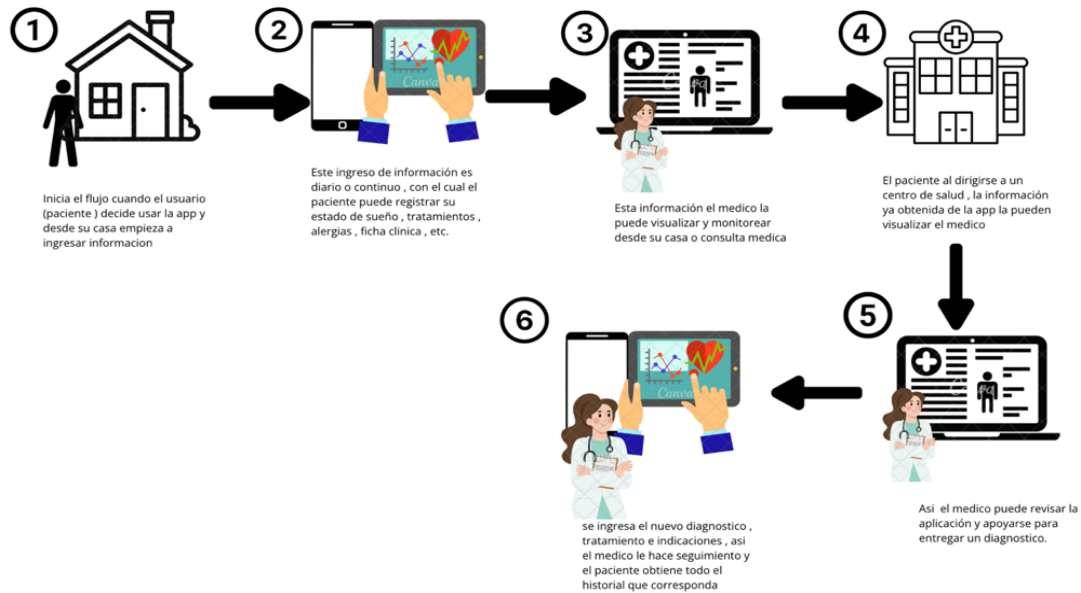 1
Inicia el flujo cuando el usuario
(paciente ) decide usar la app y
desde su casa empieza a
ingresar informacion
2
Canva
Este ingreso de información es
diario o continuo , con el cual el
paciente puede registrar su
estado de sueño , tratamientos ,
alergias , ficha clinica , etc.
3
Esta información el medico la
puede visualizar y monitorear
desde su casa o consulta medica
4
El paciente al dirigirse a un
centro de salud , la información
ya obtenida de la app la pueden
visualizar el medico
5
Asi  el medico puede revisar la
aplicación y apoyarse para
entregar un diagnostico.
6
Canva
se ingresa el nuevo diagnostico ,
tratamiento e indicaciones , asi
el medico le hace seguimiento y
el paciente obtiene todo el
historial que corresponda